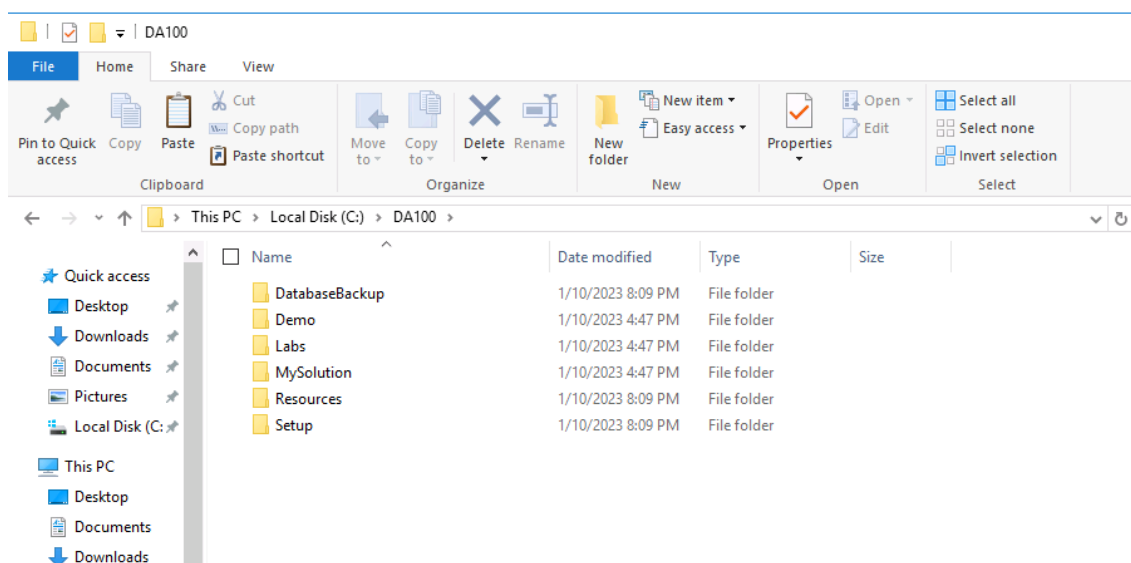 DA100
File Home Share View
Pin to Quick access
Copy
Paste
Cut
Copy path
Paste shortcut
Move to
Copy to
Delete
Rename
New folder
New item
Easy access
Properties
Open
Edit
Select all
Select none
Invert selection
Clipboard Organize New Open Select
This PC > Local Disk (C:) > DA100 >
Name Date modified Type Size
Quick access
Desktop
Downloads
Documents
Pictures
Local Disk (C:
This PC
Desktop
Documents
Downloads
DatabaseBackup 1/10/2023 8:09 PM File folder
Demo 1/10/2023 4:47 PM File folder
Labs 1/10/2023 4:47 PM File folder
MySolution 1/10/2023 4:47 PM File folder
Resources 1/10/2023 8:09 PM File folder
Setup 1/10/2023 8:09 PM File folder